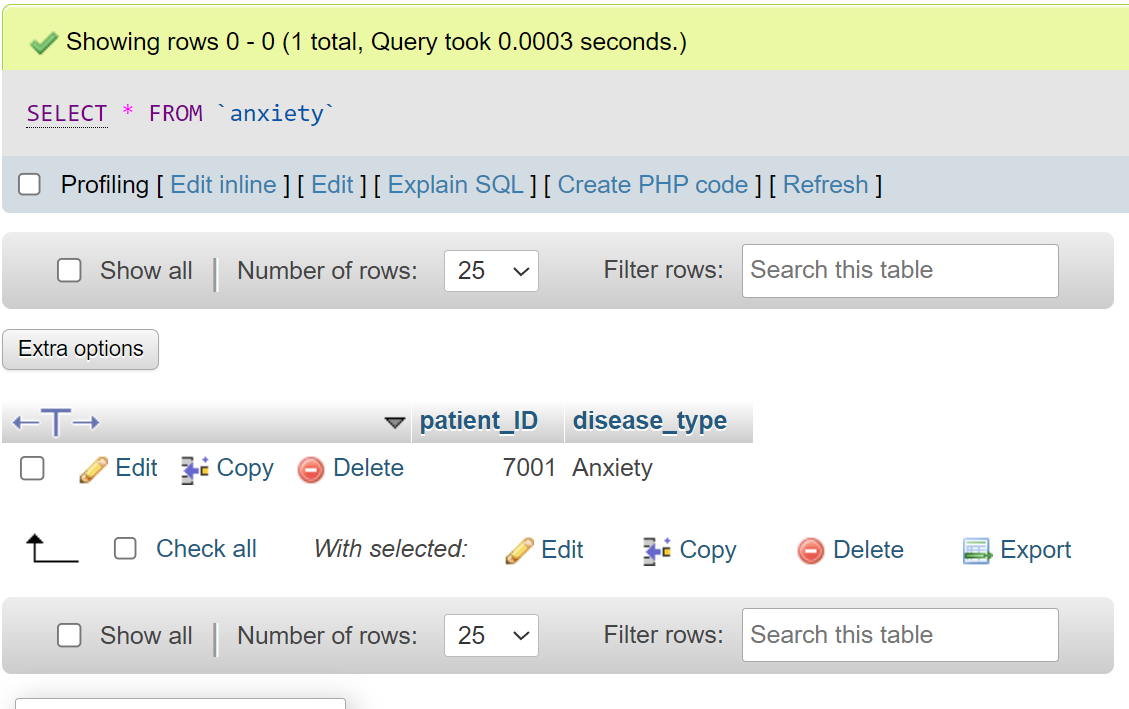 Showing rows 0 - 0 (1 total, Query took 0.0003 seconds.)
SELECT * FROM `anxiety`
Profiling [ Edit inline ] [ Edit ] [ Explain SQL ] [ Create PHP code ] [ Refresh ]
Show all Number of rows: 25 Filter rows: Search this table
Extra options
patient_ID disease_type
Edit Copy Delete 7001 Anxiety
Check all With selected: Edit Copy Delete Export
Show all Number of rows: 25 Filter rows: Search this table